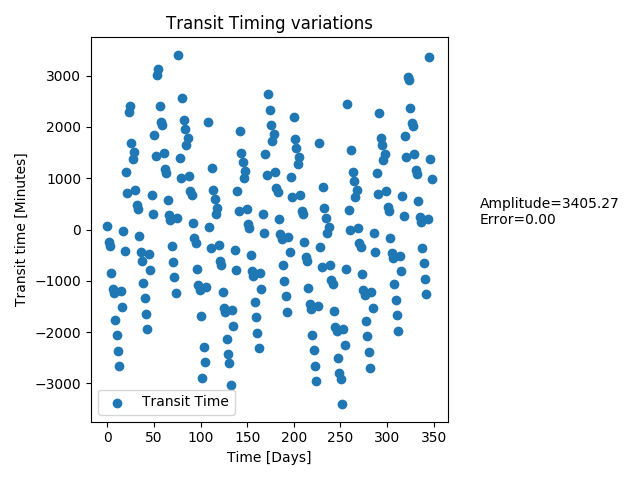 Transit Timing variations
Transit time [Minutes]
3000
2000
1000
0
−1000
−2000
−3000
Amplitude=3405.27
Error=0.00
Transit Time
0 50 100 150 200 250 300 350
Time [Days]